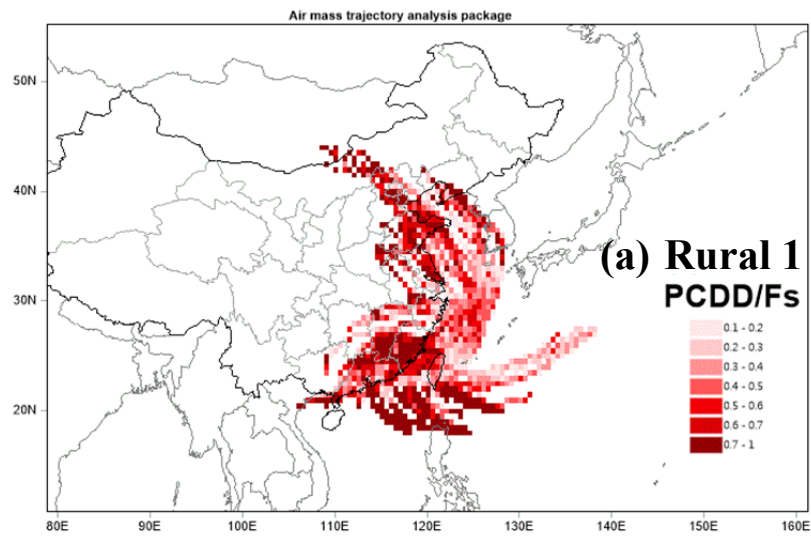 Air mass trajectory analysis package
50N
40N
(a) Rural 1
30N
PCDD/Fs
0.1 - 0.2
0.2 - 0.3
0.3 - 0.4
0.4 - 0.5
20N
0.5 - 0.6
0.6 - 0.7
0.7 - 1
80E 90E 100E 110E 120E 130E 140E 150E 160E